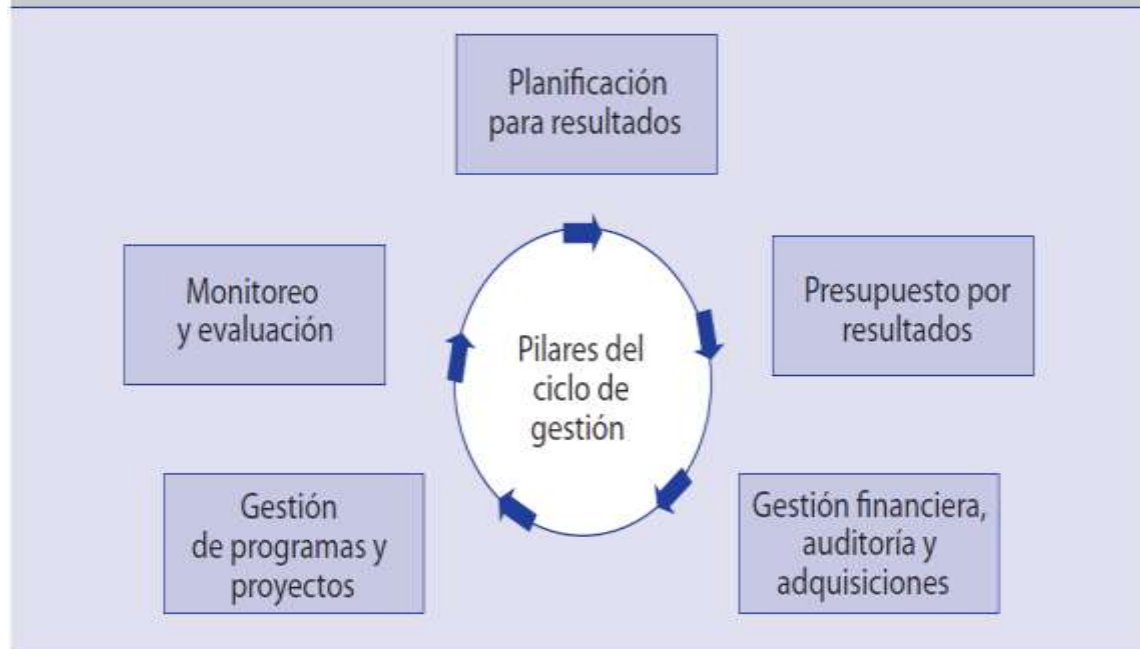 Planificación
para resultados
Monitoreo
y evaluación
Presupuesto por
resultados
Pilares del
ciclo de
gestión
Gestión
de programas y
proyectos
Gestión financiera,
auditoría y
adquisiciones